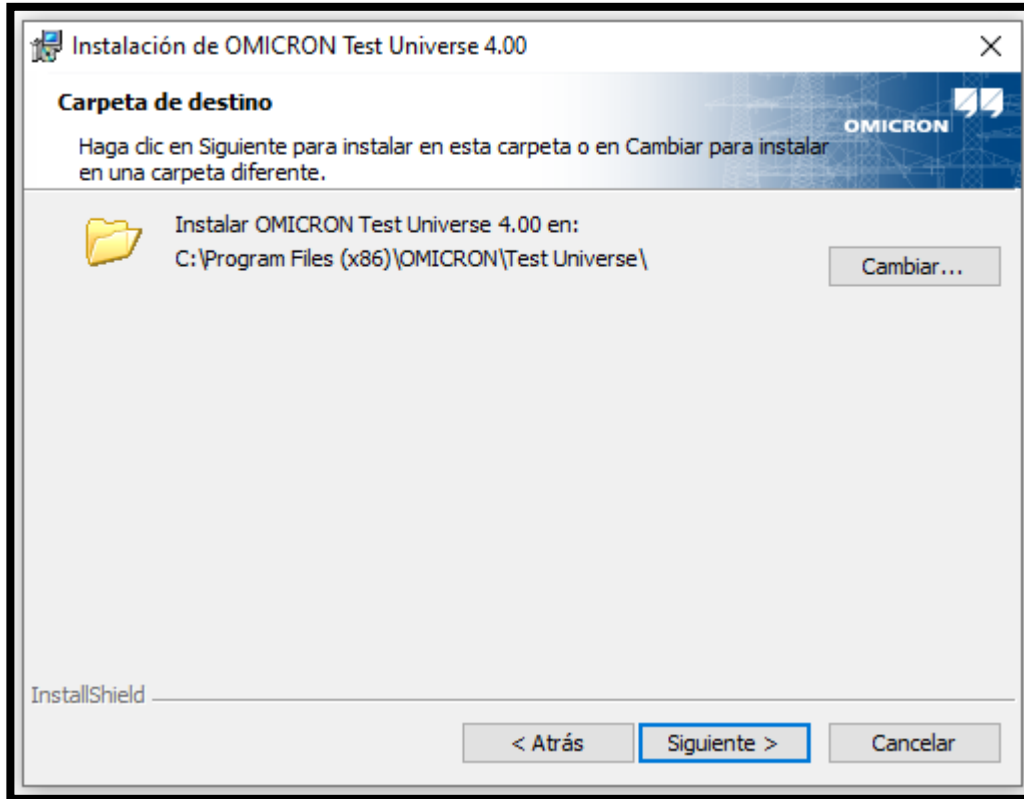 Instalación de OMICRON Test Universe 4.00
Carpeta de destino
OMICRON
Haga clic en Siguiente para instalar en esta carpeta o en Cambiar para instalar
en una carpeta diferente.
Instalar OMICRON Test Universe 4.00 en:
C:\Program Files (x86)\OMICRON\Test Universe\
Cambiar...
InstallShield
< Atrás
Siguiente >
Cancelar